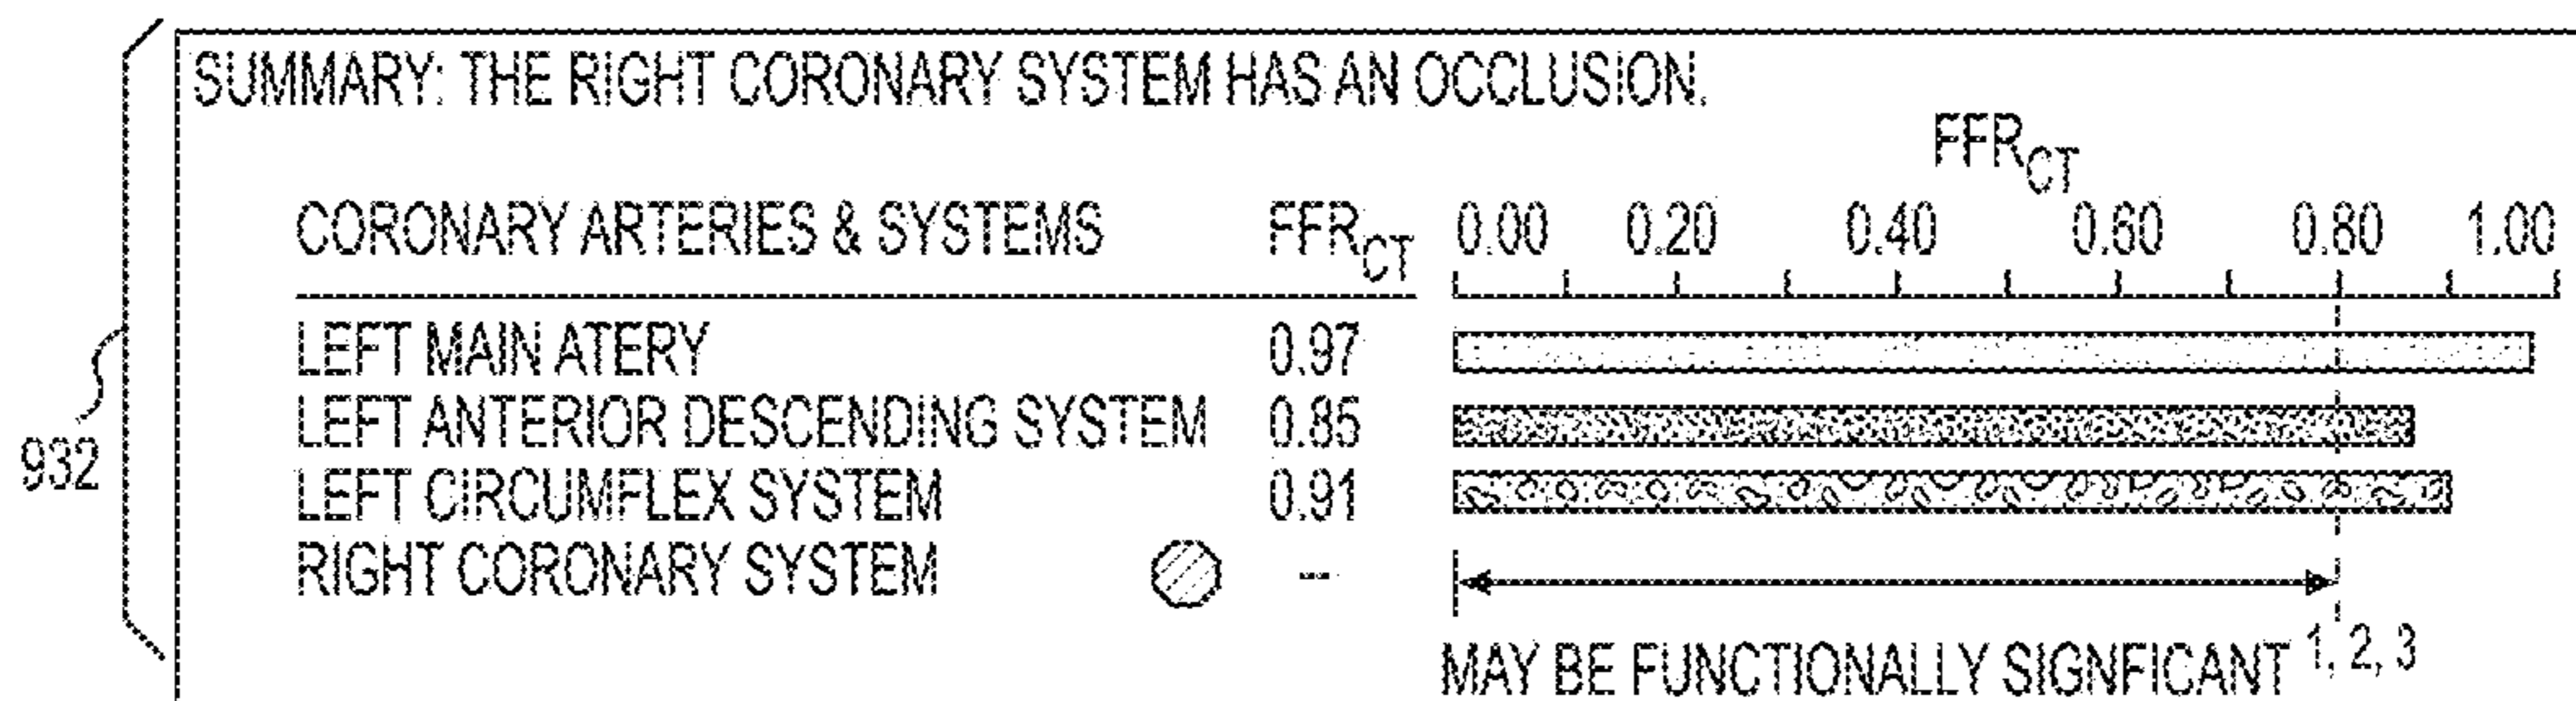 SUMMARY: THE RIGHT CORONARY SYSTEM HAS AN OCCLUSION.
FFRCT
CORONARY ARTERIES & SYSTEMS FFRCT 0.00 0.20 0.40 0.60 0.80 1.00
LEFT MAIN ATERY 0.97
LEFT ANTERIOR DESCENDING SYSTEM 0.85
932
LEFT CIRCUMFLEX SYSTEM 0.91
RIGHT CORONARY SYSTEM --
MAY BE FUNCTIONALLY SIGNFICANT 1, 2, 3